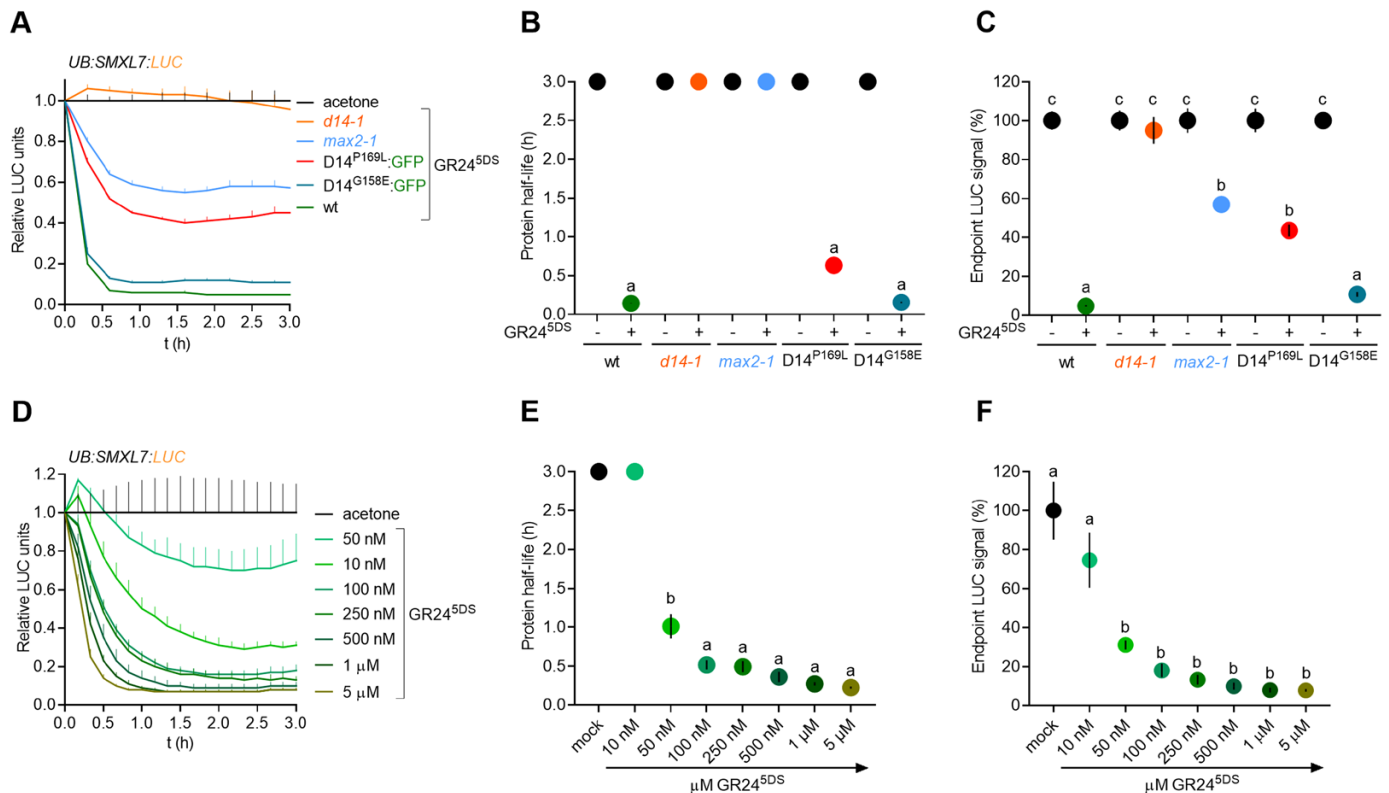 A
UB:SMXL7:LUC
Relative LUC units
1.0
0.8
0.6
0.4
0.2
0.0
0.0 0.5 1.0 1.5 2.0 2.5 3.0
t (h)
acetone
d14-1
max2-1
D14P169L:GFP
D14G158E:GFP
wt
GR245DS
B
Protein half-life (h)
3.0
2.5
2.0
1.5
1.0
0.5
0.0
a a a
GR245DS - + - + - + - + - +
wt d14-1 max2-1 D14P169L D14G158E
C
Endpoint LUC signal (%)
120
100
80
60
40
20
0
c a c c c b c b c a
GR245DS - + - + - + - + - +
wt d14-1 max2-1 D14P169L D14G158E
D
UB:SMXL7:LUC
Relative LUC units
1.2
1.0
0.8
0.6
0.4
0.2
0.0
0.0 0.5 1.0 1.5 2.0 2.5 3.0
t (h)
acetone
50 nM
10 nM
100 nM
250 nM
500 nM
1 μM
5 μM
GR245DS
E
Protein half-life (h)
3.0
2.5
2.0
1.5
1.0
0.5
0.0
b a a a a a
mock 10 nM 50 nM 100 nM 250 nM 500 nM 1 μM 5 μM
μM GR245DS
F
Endpoint LUC signal (%)
120
100
80
60
40
20
0
a a b b b b b b
mock 10 nM 50 nM 100 nM 250 nM 500 nM 1 μM 5 μM
μM GR245DS